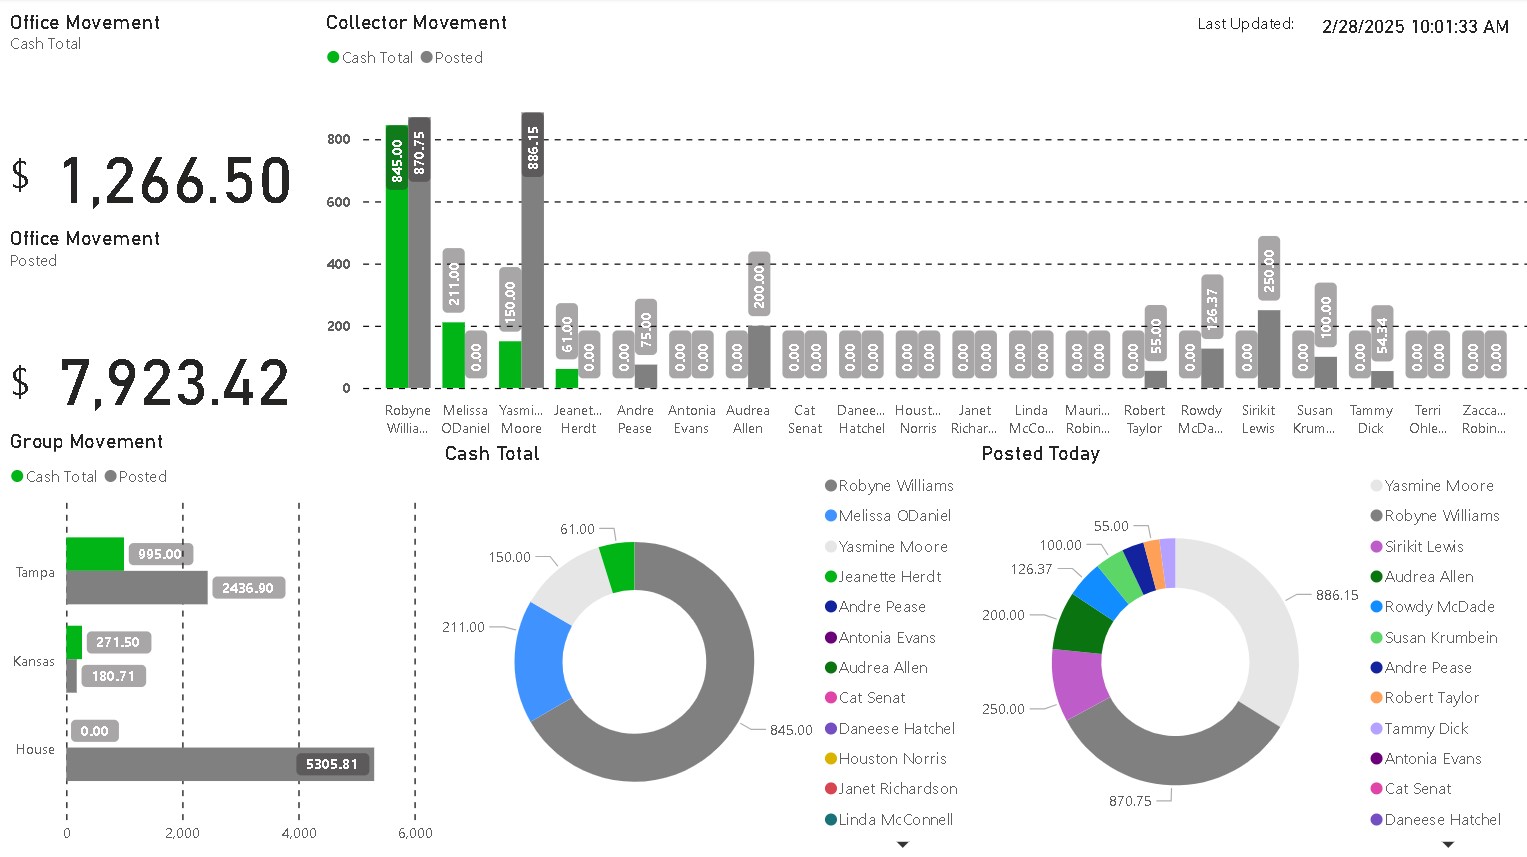 Office Movement
Cash Total
$ 1,266.50
Office Movement
Posted
$ 7,923.42
Collector Movement
Cash Total Posted
Last Updated: 2/28/2025 10:01:33 AM
800
600
400
200
0
845.00
870.75
211.00
0.00
150.00
886.15
61.00
0.00
0.00
75.00
0.00
0.00
0.00
200.00
0.00
0.00
0.00
0.00
0.00
0.00
0.00
0.00
0.00
0.00
0.00
0.00
0.00
55.00
0.00
126.37
0.00
250.00
0.00
100.00
0.00
54.34
0.00
0.00
0.00
0.00
Robyne Willia...
Melissa ODaniel
Yasmi... Moore
Jeanet... Herdt
Andre Pease
Antonia Evans
Audrea Allen
Cat Senat
Danee... Hatchel
Houst... Norris
Janet Richar...
Linda McCo...
Mauri... Robin...
Robert Taylor
Rowdy McDa...
Sirikit Lewis
Susan Krum...
Tammy Dick
Terri Ohle...
Zacca... Robin...
Group Movement
Cash Total Posted
Tampa
995.00
2436.90
Kansas
271.50
180.71
House
0.00
5305.81
0 2,000 4,000 6,000
Cash Total
61.00
150.00
211.00
845.00
Robyne Williams
Melissa ODaniel
Yasmine Moore
Jeanette Herdt
Andre Pease
Antonia Evans
Audrea Allen
Cat Senat
Daneese Hatchel
Houston Norris
Janet Richardson
Linda McConnell
Posted Today
55.00
100.00
126.37
200.00
250.00
870.75
886.15
Yasmine Moore
Robyne Williams
Sirikit Lewis
Audrea Allen
Rowdy McDade
Susan Krumbein
Andre Pease
Robert Taylor
Tammy Dick
Antonia Evans
Cat Senat
Daneese Hatchel